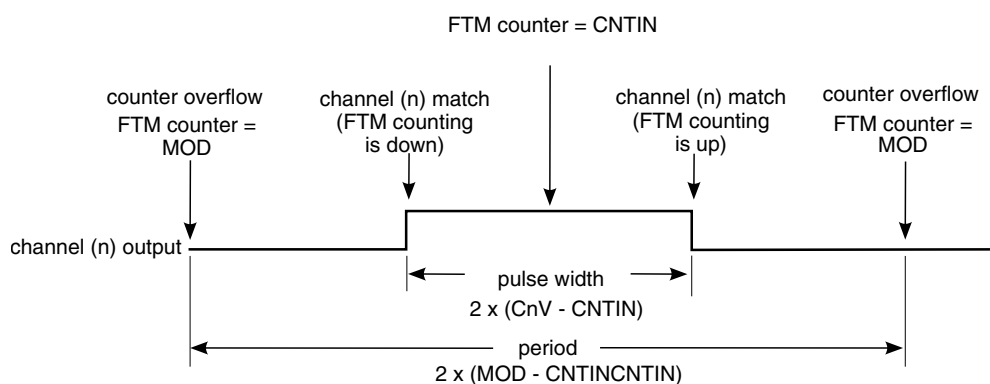 FTM counter = CNTIN
counter overflow
FTM counter =
MOD
channel (n) match
(FTM counting
is down)
channel (n) match
(FTM counting
is up)
counter overflow
FTM counter =
MOD
channel (n) output
pulse width
2 x (CnV - CNTIN)
period
2 x (MOD - CNTINCNTIN)